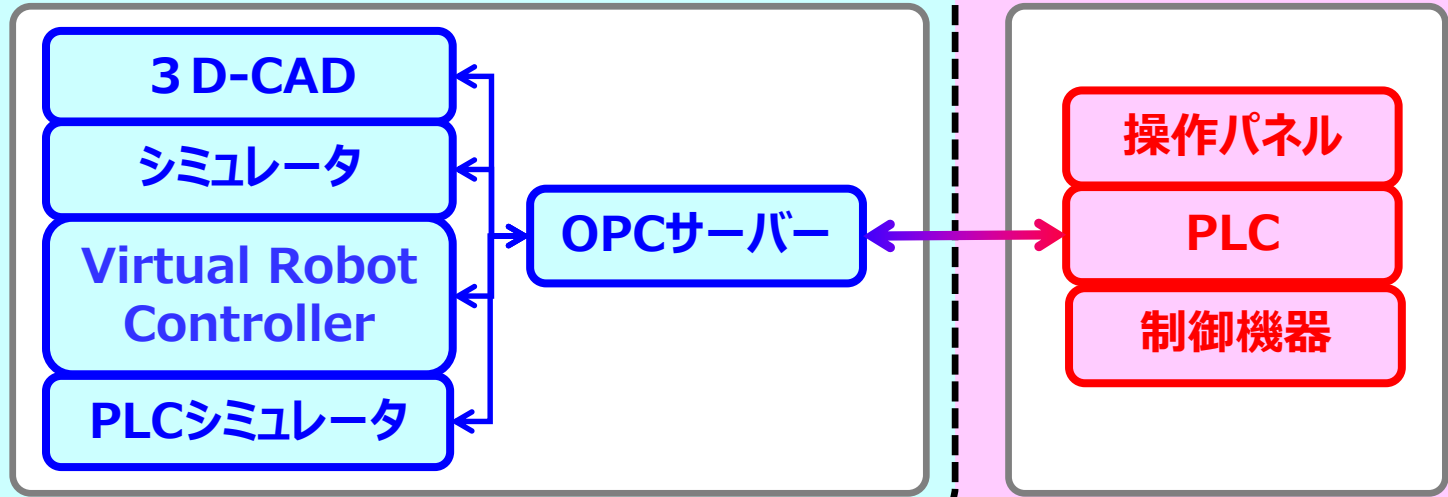 ３D-CAD
シミュレータ
Virtual Robot
Controller
PLCシミュレータ
OPCサーバー
操作パネル
PLC
制御機器